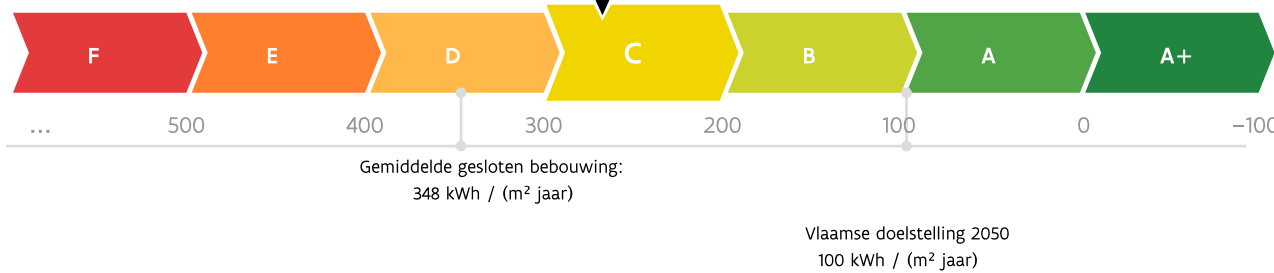 F E D C B A A+
... 500 400 300 200 100 0 −100
Gemiddelde gesloten bebouwing:
348 kWh / (m² jaar)
Vlaamse doelstelling 2050
100 kWh / (m² jaar)